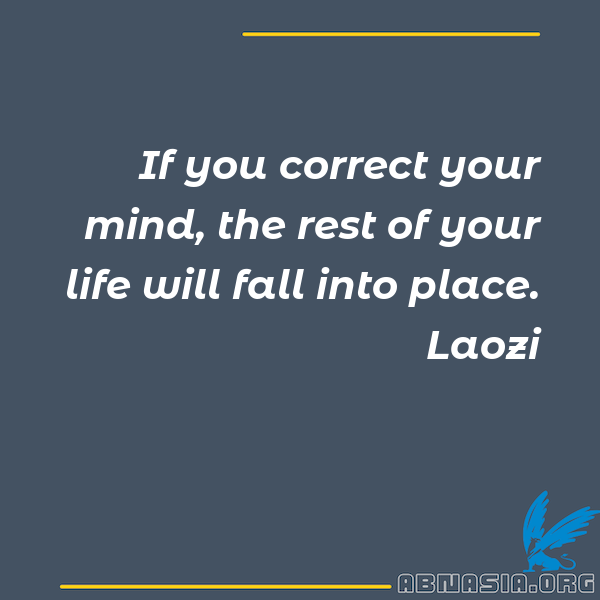 If you correct your
mind, the rest of your
life will fall into place.
Laozi
ABNASIA.ORG